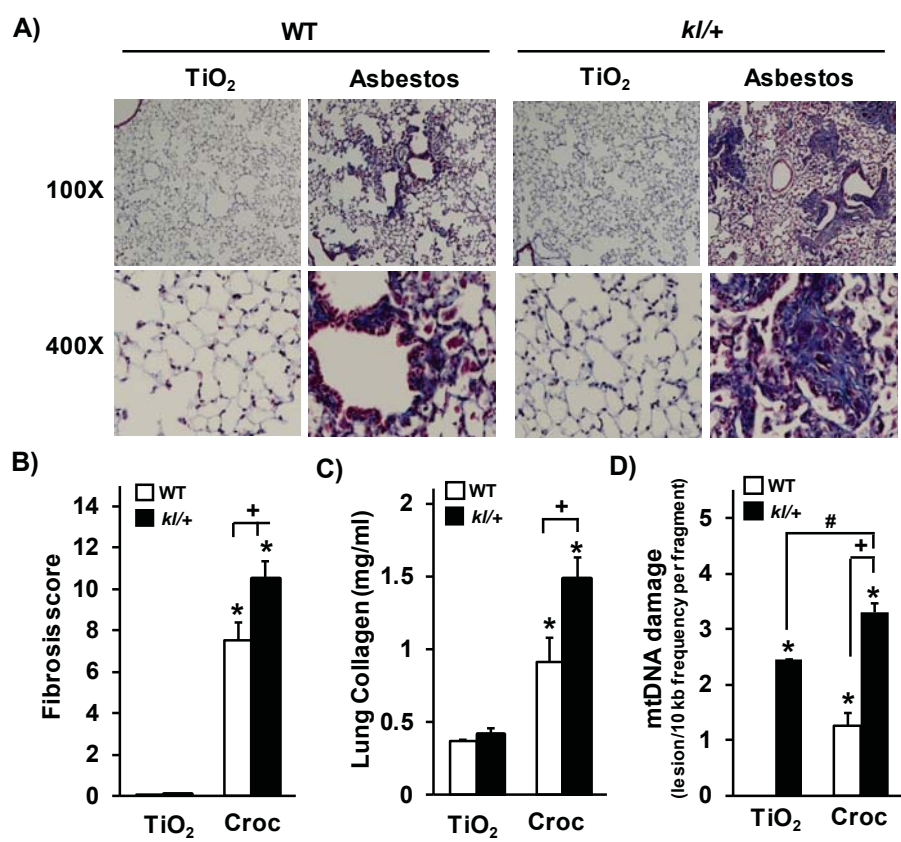 A)
WT kl/+
TiO2 Asbestos TiO2 Asbestos
100X
400X
B)
WT
kl/+
Fibrosis score
14
12
10
8
6
4
2
0
+
*
*
TiO2 Croc
C)
WT
kl/+
Lung Collagen (mg/ml)
2
1.5
1
0.5
0
+
*
*
TiO2 Croc
D)
WT
kl/+
mtDNA damage
(lesion/10 kb frequency per fragment)
5
4
3
2
1
0
#
+
*
*
*
TiO2 Croc